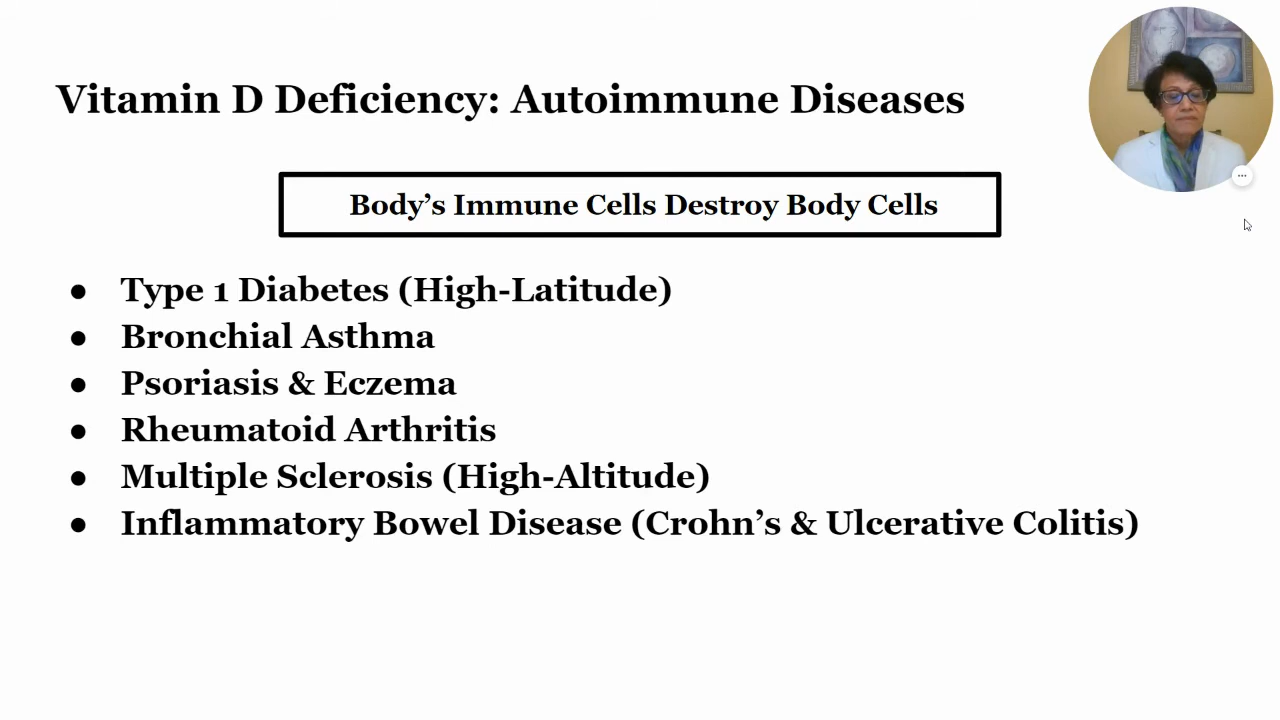 Vitamin D Deficiency: Autoimmune Diseases
Body’s Immune Cells Destroy Body Cells
● Type 1 Diabetes (High-Latitude)
● Bronchial Asthma
● Psoriasis & Eczema
● Rheumatoid Arthritis
● Multiple Sclerosis (High-Altitude)
● Inflammatory Bowel Disease (Crohn’s & Ulcerative Colitis)